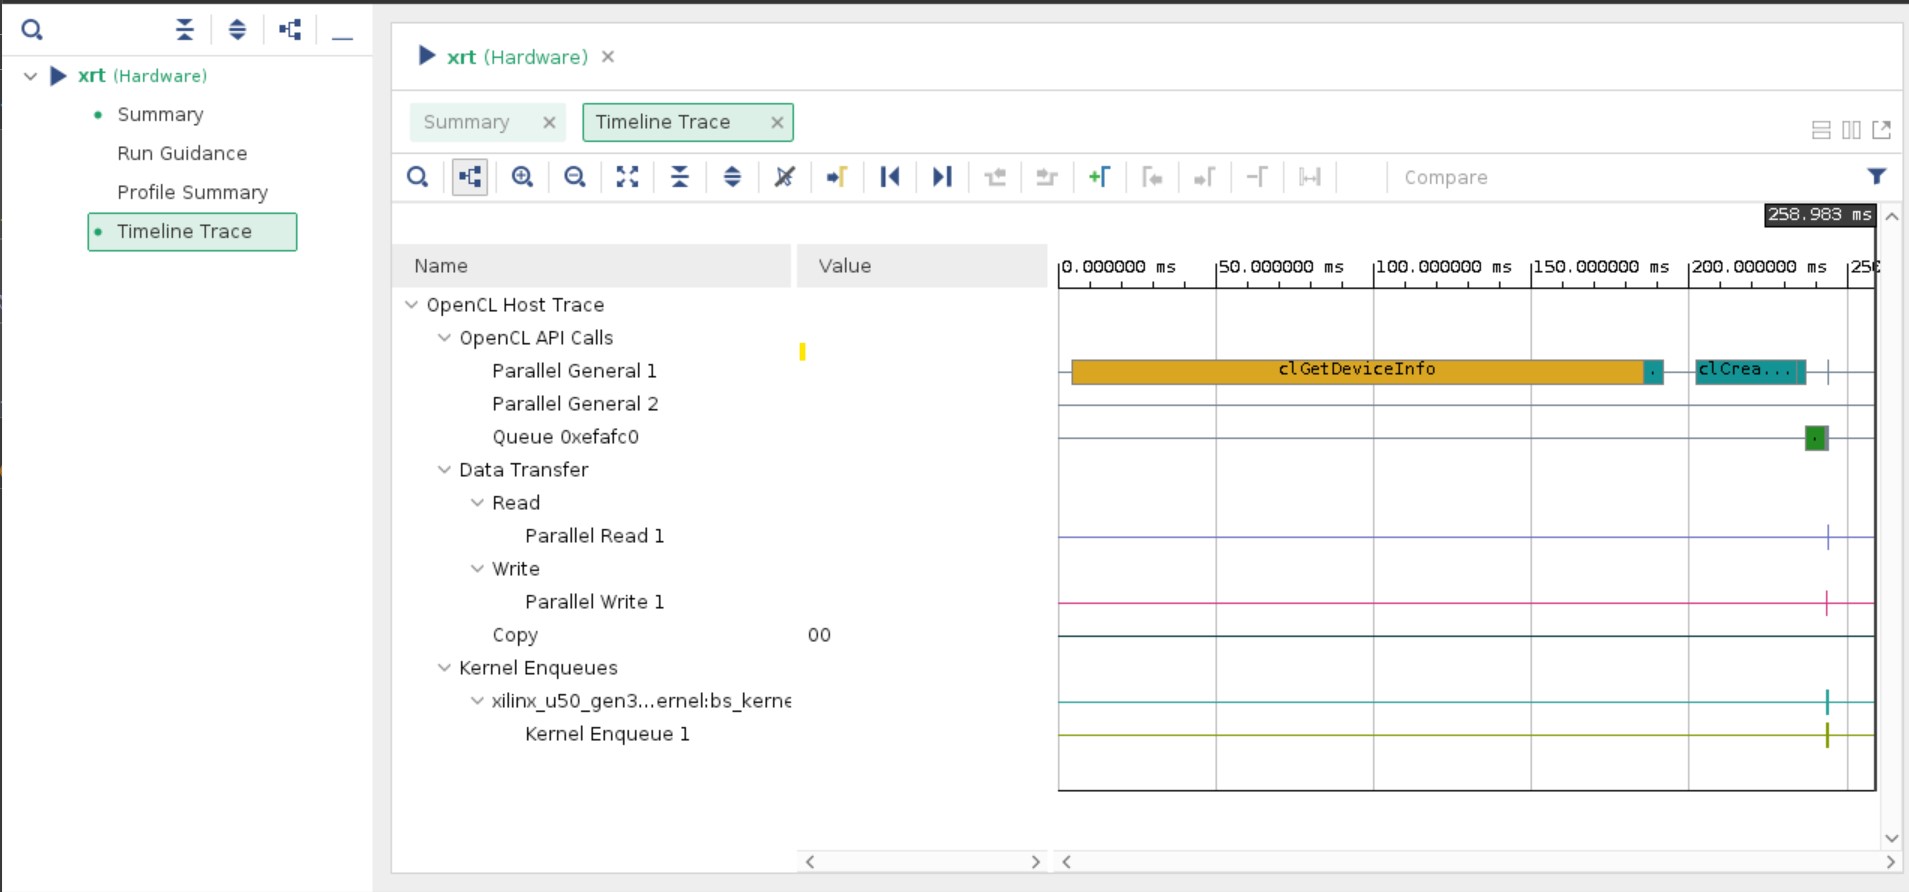 xrt (Hardware)
Summary
Run Guidance
Profile Summary
Timeline Trace
xrt (Hardware)
Summary
Timeline Trace
Compare
258.983 ms
Name
Value
0.000000 ms
50.000000 ms
100.000000 ms
150.000000 ms
200.000000 ms
250
OpenCL Host Trace
OpenCL API Calls
Parallel General 1
clGetDeviceInfo
.
clCrea...
Parallel General 2
Queue 0xefafc0
.
Data Transfer
Read
Parallel Read 1
Write
Parallel Write 1
Copy
00
Kernel Enqueues
xilinx_u50_gen3...ernel:bs_kerne
Kernel Enqueue 1